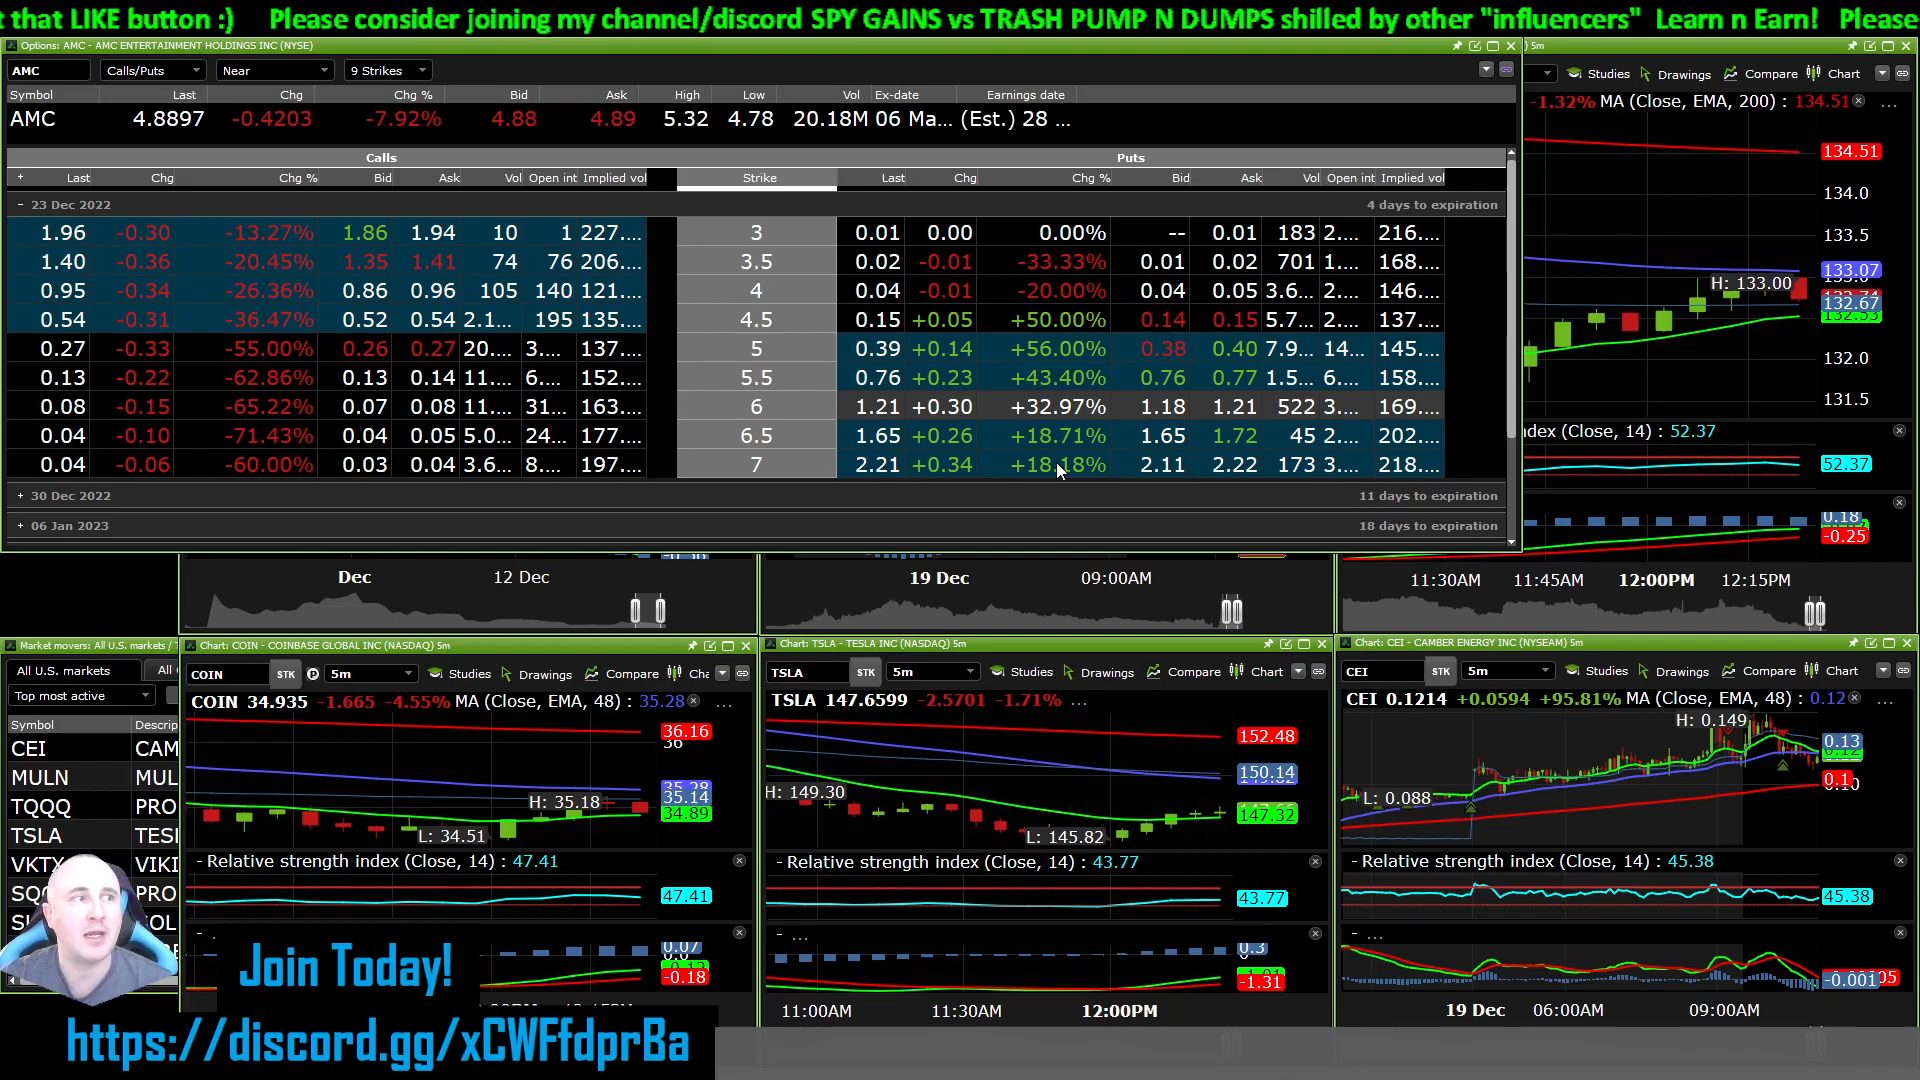 t that LIKE button :) Please consider joining my channel/discord SPY GAINS vs TRASH PUMP N DUMPS shilled by other "influencers" Learn n Earn! Please
Options: AMC - AMC ENTERTAINMENT HOLDINGS INC (NYSE)
) 5m
AMC Calls/Puts Near 9 Strikes
Studies Drawings Compare Chart
Symbol Last Chg Chg % Bid Ask High Low Vol Ex-date Earnings date
-1.32% MA (Close, EMA, 200) : 134.51 ...
AMC 4.8897 -0.4203 -7.92% 4.88 4.89 5.32 4.78 20.18M 06 Ma... (Est.) 28 ...
Calls Puts
+ Last Chg Chg % Bid Ask Vol Open int Implied vol Strike Last Chg Chg % Bid Ask Vol Open int Implied vol
- 23 Dec 2022 4 days to expiration
1.96 -0.30 -13.27% 1.86 1.94 10 1 227.... 3 0.01 0.00 0.00% -- 0.01 183 2.... 216....
1.40 -0.36 -20.45% 1.35 1.41 74 76 206.... 3.5 0.02 -0.01 -33.33% 0.01 0.02 701 1.... 168....
0.95 -0.34 -26.36% 0.86 0.96 105 140 121.... 4 0.04 -0.01 -20.00% 0.04 0.05 3.6... 2.... 146....
0.54 -0.31 -36.47% 0.52 0.54 2.1... 195 135.... 4.5 0.15 +0.05 +50.00% 0.14 0.15 5.7... 2.... 137....
0.27 -0.33 -55.00% 0.26 0.27 20.... 3.... 137.... 5 0.39 +0.14 +56.00% 0.38 0.40 7.9... 14... 145....
0.13 -0.22 -62.86% 0.13 0.14 11.... 6.... 152.... 5.5 0.76 +0.23 +43.40% 0.76 0.77 1.5... 6.... 158....
0.08 -0.15 -65.22% 0.07 0.08 11.... 31... 163.... 6 1.21 +0.30 +32.97% 1.18 1.21 522 3.... 169....
0.04 -0.10 -71.43% 0.04 0.05 5.0... 24... 177.... 6.5 1.65 +0.26 +18.71% 1.65 1.72 45 2.... 202....
0.04 -0.06 -60.00% 0.03 0.04 3.6... 8.... 197.... 7 2.21 +0.34 +18.18% 2.11 2.22 173 3.... 218....
+ 30 Dec 2022 11 days to expiration
+ 06 Jan 2023 18 days to expiration
134.51
134.0
133.5
133.07
H: 133.00
132.67
132.0
131.5
ndex (Close, 14) : 52.37
52.37
0.18
-0.25
Dec 12 Dec
19 Dec 09:00AM
11:30AM 11:45AM 12:00PM 12:15PM
Market movers: All U.S. markets / T
All U.S. markets All
Top most active
Symbol Descrip
CEI CAM
MULN MUL
TQQQ PRO
TSLA TESI
VKTX VIKI
PRO
Chart: COIN - COINBASE GLOBAL INC (NASDAQ) 5m
COIN STK P 5m Studies Drawings Compare Cha
COIN 34.935 -1.665 -4.55% MA (Close, EMA, 48) : 35.28 ...
36.16
36
35.28
35.14
34.89
H: 35.18
L: 34.51
- Relative strength index (Close, 14) : 47.41
47.41
0.07
-0.18
Chart: TSLA - TESLA INC (NASDAQ) 5m
TSLA STK 5m Studies Drawings Compare Chart
TSLA 147.6599 -2.5701 -1.71% ...
152.48
150.14
147.32
H: 149.30
L: 145.82
- Relative strength index (Close, 14) : 43.77
43.77
- ...
0.3
-1.31
11:00AM 11:30AM 12:00PM
Chart: CEI - CAMBER ENERGY INC (NYSEAM) 5m
CEI STK 5m Studies Drawings Compare Chart
CEI 0.1214 +0.0594 +95.81% MA (Close, EMA, 48) : 0.12 ...
H: 0.149
0.13
0.10
L: 0.088
- Relative strength index (Close, 14) : 45.38
45.38
- ...
-0.001
19 Dec 06:00AM 09:00AM
Join Today!
https://discord.gg/xCWFfdprBa